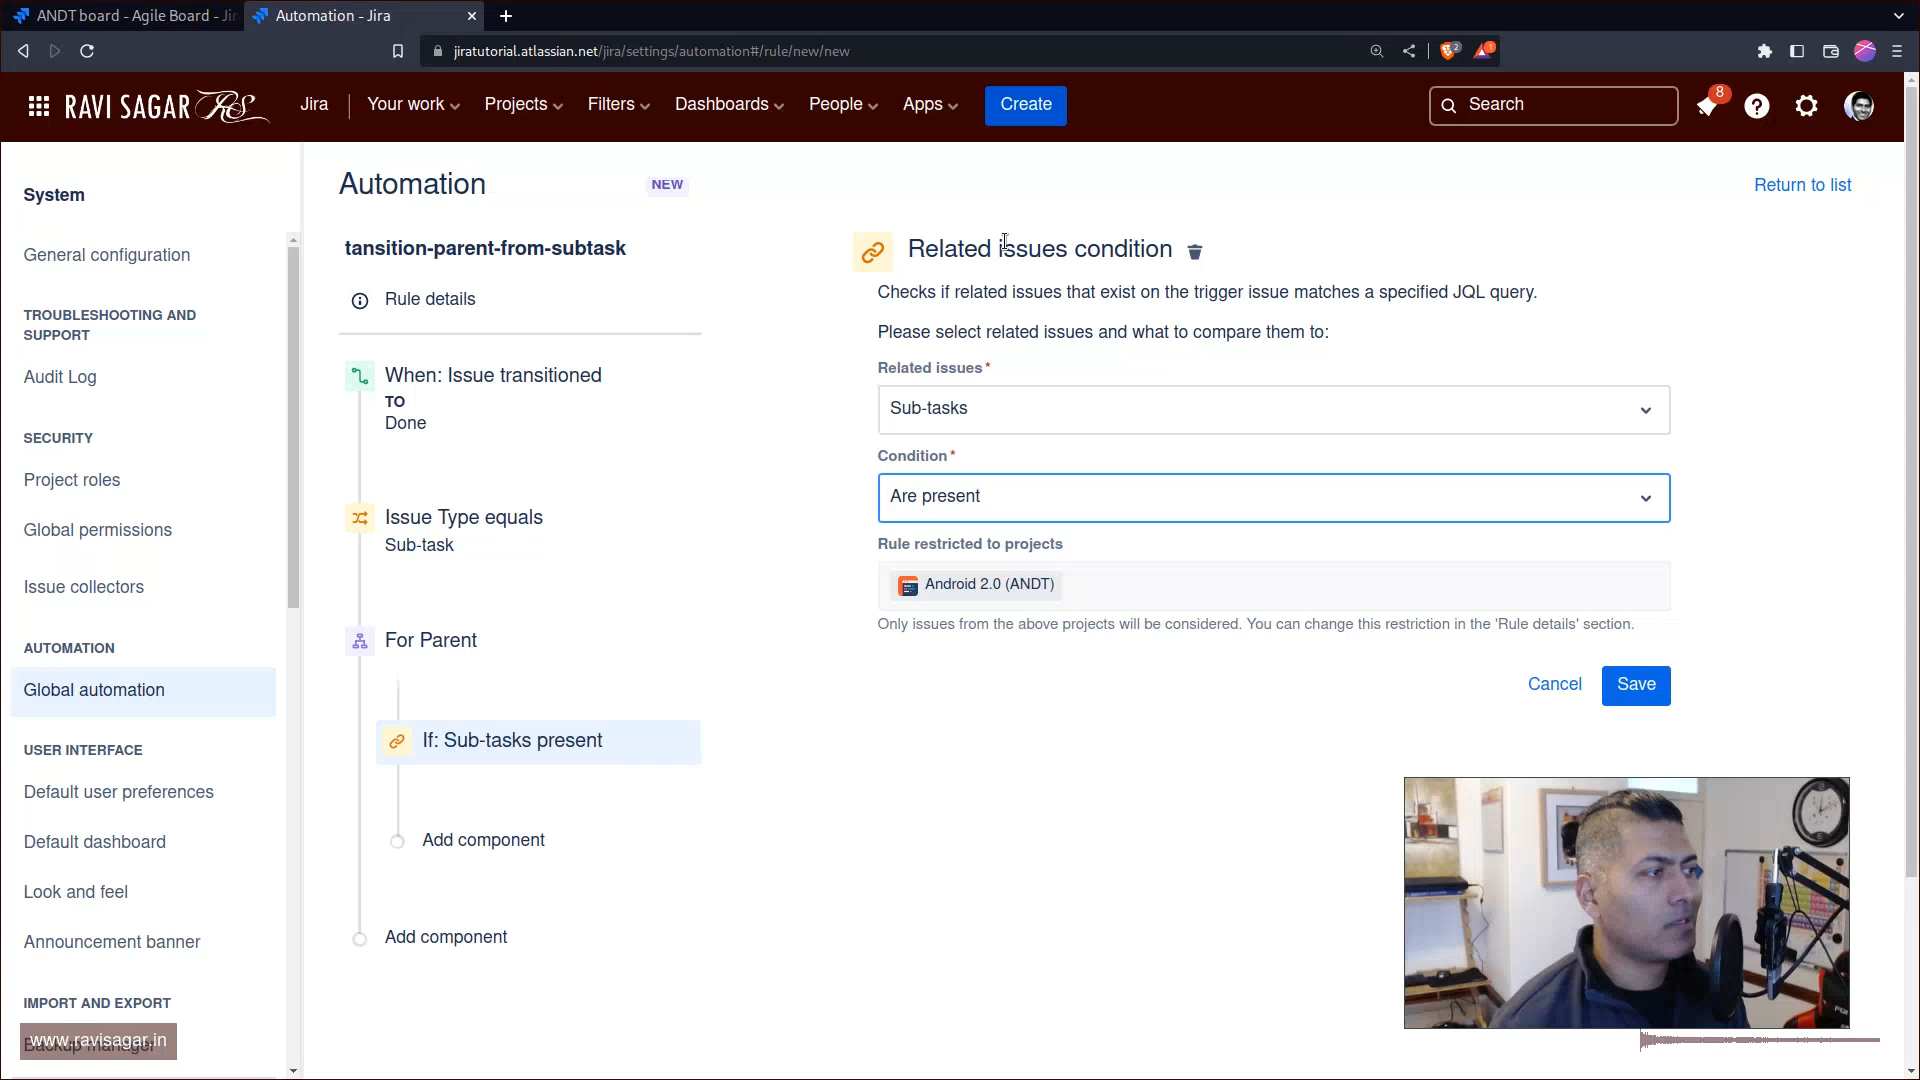 ANDT board - Agile Board - Jir
Automation - Jira
jiratutorial.atlassian.net/jira/settings/automation#/rule/new/new
2
1
RAVI SAGAR RS
Jira
Your work
Projects
Filters
Dashboards
People
Apps
Create
Search
8
System
General configuration
TROUBLESHOOTING AND
SUPPORT
Audit Log
SECURITY
Project roles
Global permissions
Issue collectors
AUTOMATION
Global automation
USER INTERFACE
Default user preferences
Default dashboard
Look and feel
Announcement banner
IMPORT AND EXPORT
Backup manager
www.ravisagar.in
Automation
NEW
Return to list
tansition-parent-from-subtask
Rule details
When: Issue transitioned
TO
Done
Issue Type equals
Sub-task
For Parent
If: Sub-tasks present
Add component
Add component
Related issues condition
Checks if related issues that exist on the trigger issue matches a specified JQL query.
Please select related issues and what to compare them to:
Related issues*
Sub-tasks
Condition*
Are present
Rule restricted to projects
Android 2.0 (ANDT)
Only issues from the above projects will be considered. You can change this restriction in the 'Rule details' section.
Cancel
Save